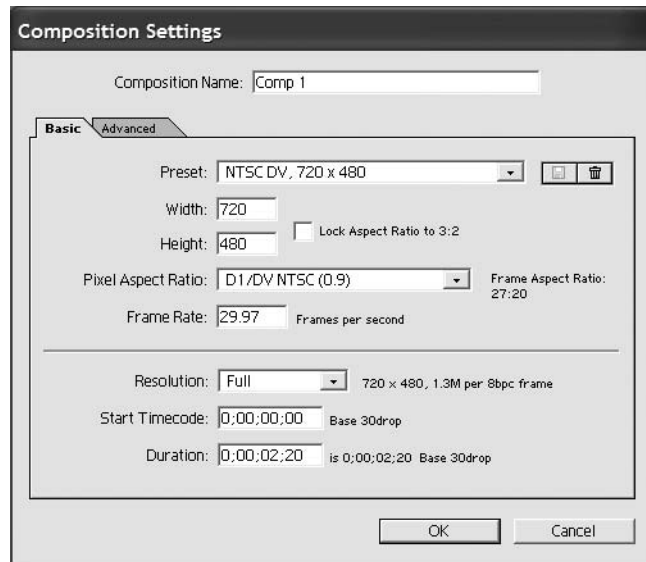 Composition Settings
Composition Name: Comp 1
Basic Advanced
Preset: NTSC DV, 720 x 480
Width: 720
Lock Aspect Ratio to 3:2
Height: 480
Pixel Aspect Ratio: D1/DV NTSC (0.9) Frame Aspect Ratio:
27:20
Frame Rate: 29.97 Frames per second
Resolution: Full 720 x 480, 1.3M per 8bpc frame
Start Timecode: 0;00;00;00 Base 30drop
Duration: 0;00;02;20 is 0;00;02;20 Base 30drop
OK Cancel